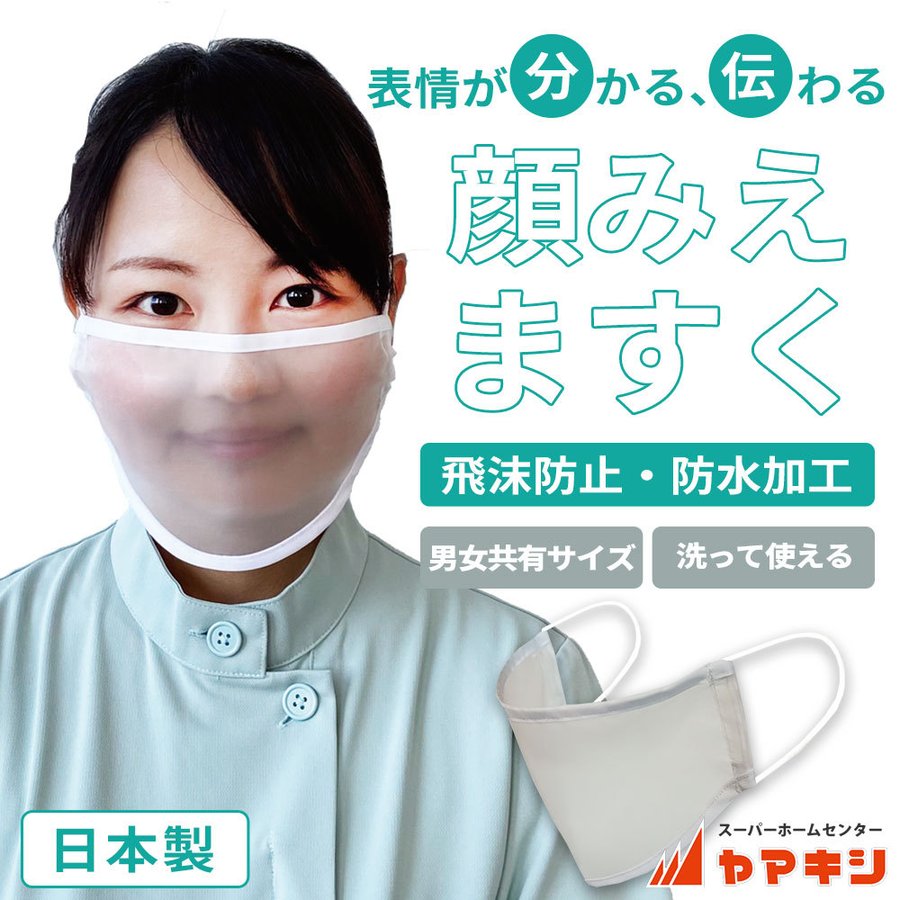 表情が分かる、伝わる
顔みえ
ますく
飛沫防止・防水加工
男女共有サイズ
洗って使える
日本製
スーパーホームセンター
ヤアキシ